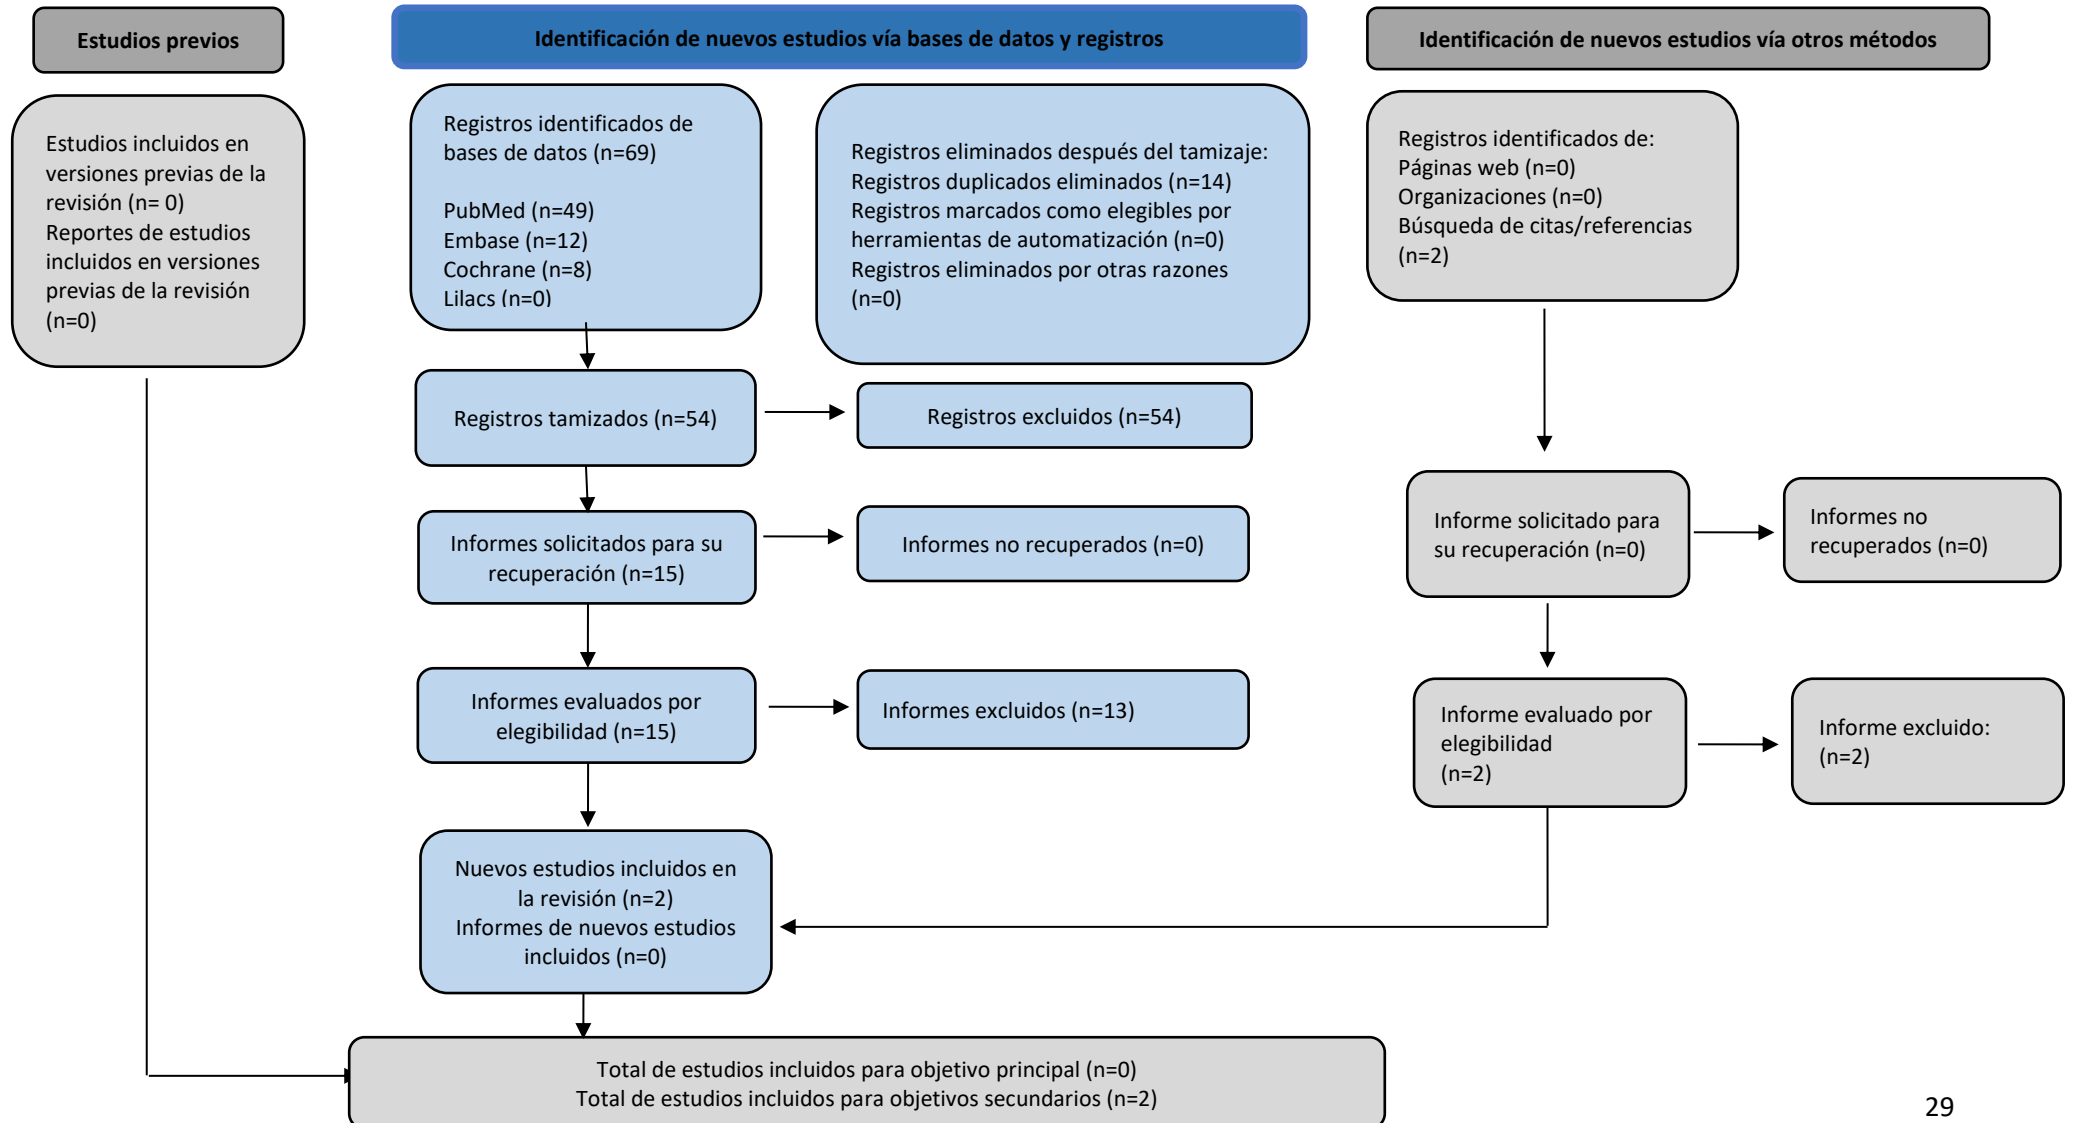 Estudios previos
Identificación de nuevos estudios vía bases de datos y registros
Identificación de nuevos estudios vía otros métodos
Estudios incluidos en
versiones previas de la
revisión (n= 0)
Reportes de estudios
incluidos en versiones
previas de la revisión
(n=0)
Registros identificados de
bases de datos (n=69)
PubMed (n=49)
Embase (n=12)
Cochrane (n=8)
Lilacs (n=0)
Registros eliminados después del tamizaje:
Registros duplicados eliminados (n=14)
Registros marcados como elegibles por
herramientas de automatización (n=0)
Registros eliminados por otras razones
(n=0)
Registros identificados de:
Páginas web (n=0)
Organizaciones (n=0)
Búsqueda de citas/referencias
(n=2)
Registros tamizados (n=54)
Registros excluidos (n=54)
Informes solicitados para su
recuperación (n=15)
Informes no recuperados (n=0)
Informe solicitado para
su recuperación (n=0)
Informes no
recuperados (n=0)
Informes evaluados por
elegibilidad (n=15)
Informes excluidos (n=13)
Informe evaluado por
elegibilidad
(n=2)
Informe excluido:
(n=2)
Nuevos estudios incluidos en
la revisión (n=2)
Informes de nuevos estudios
incluidos (n=0)
Total de estudios incluidos para objetivo principal (n=0)
Total de estudios incluidos para objetivos secundarios (n=2)
29